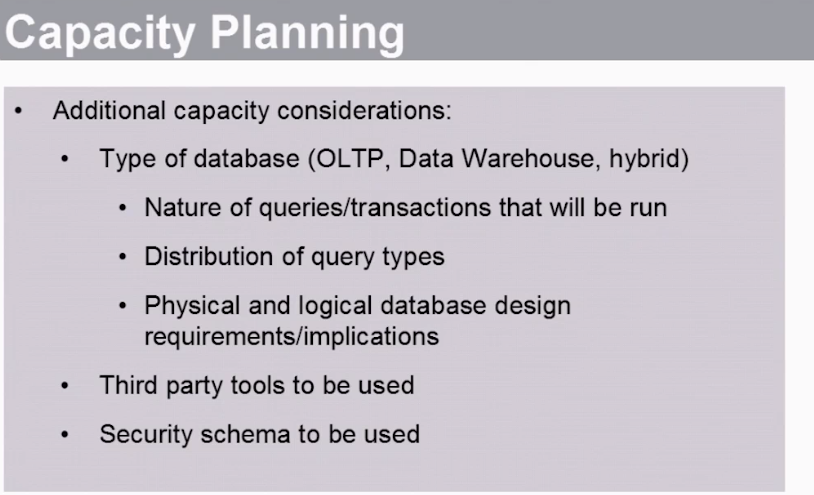 Capacity Planning
• Additional capacity considerations:
• Type of database (OLTP, Data Warehouse, hybrid)
• Nature of queries/transactions that will be run
• Distribution of query types
• Physical and logical database design
requirements/implications
• Third party tools to be used
• Security schema to be used